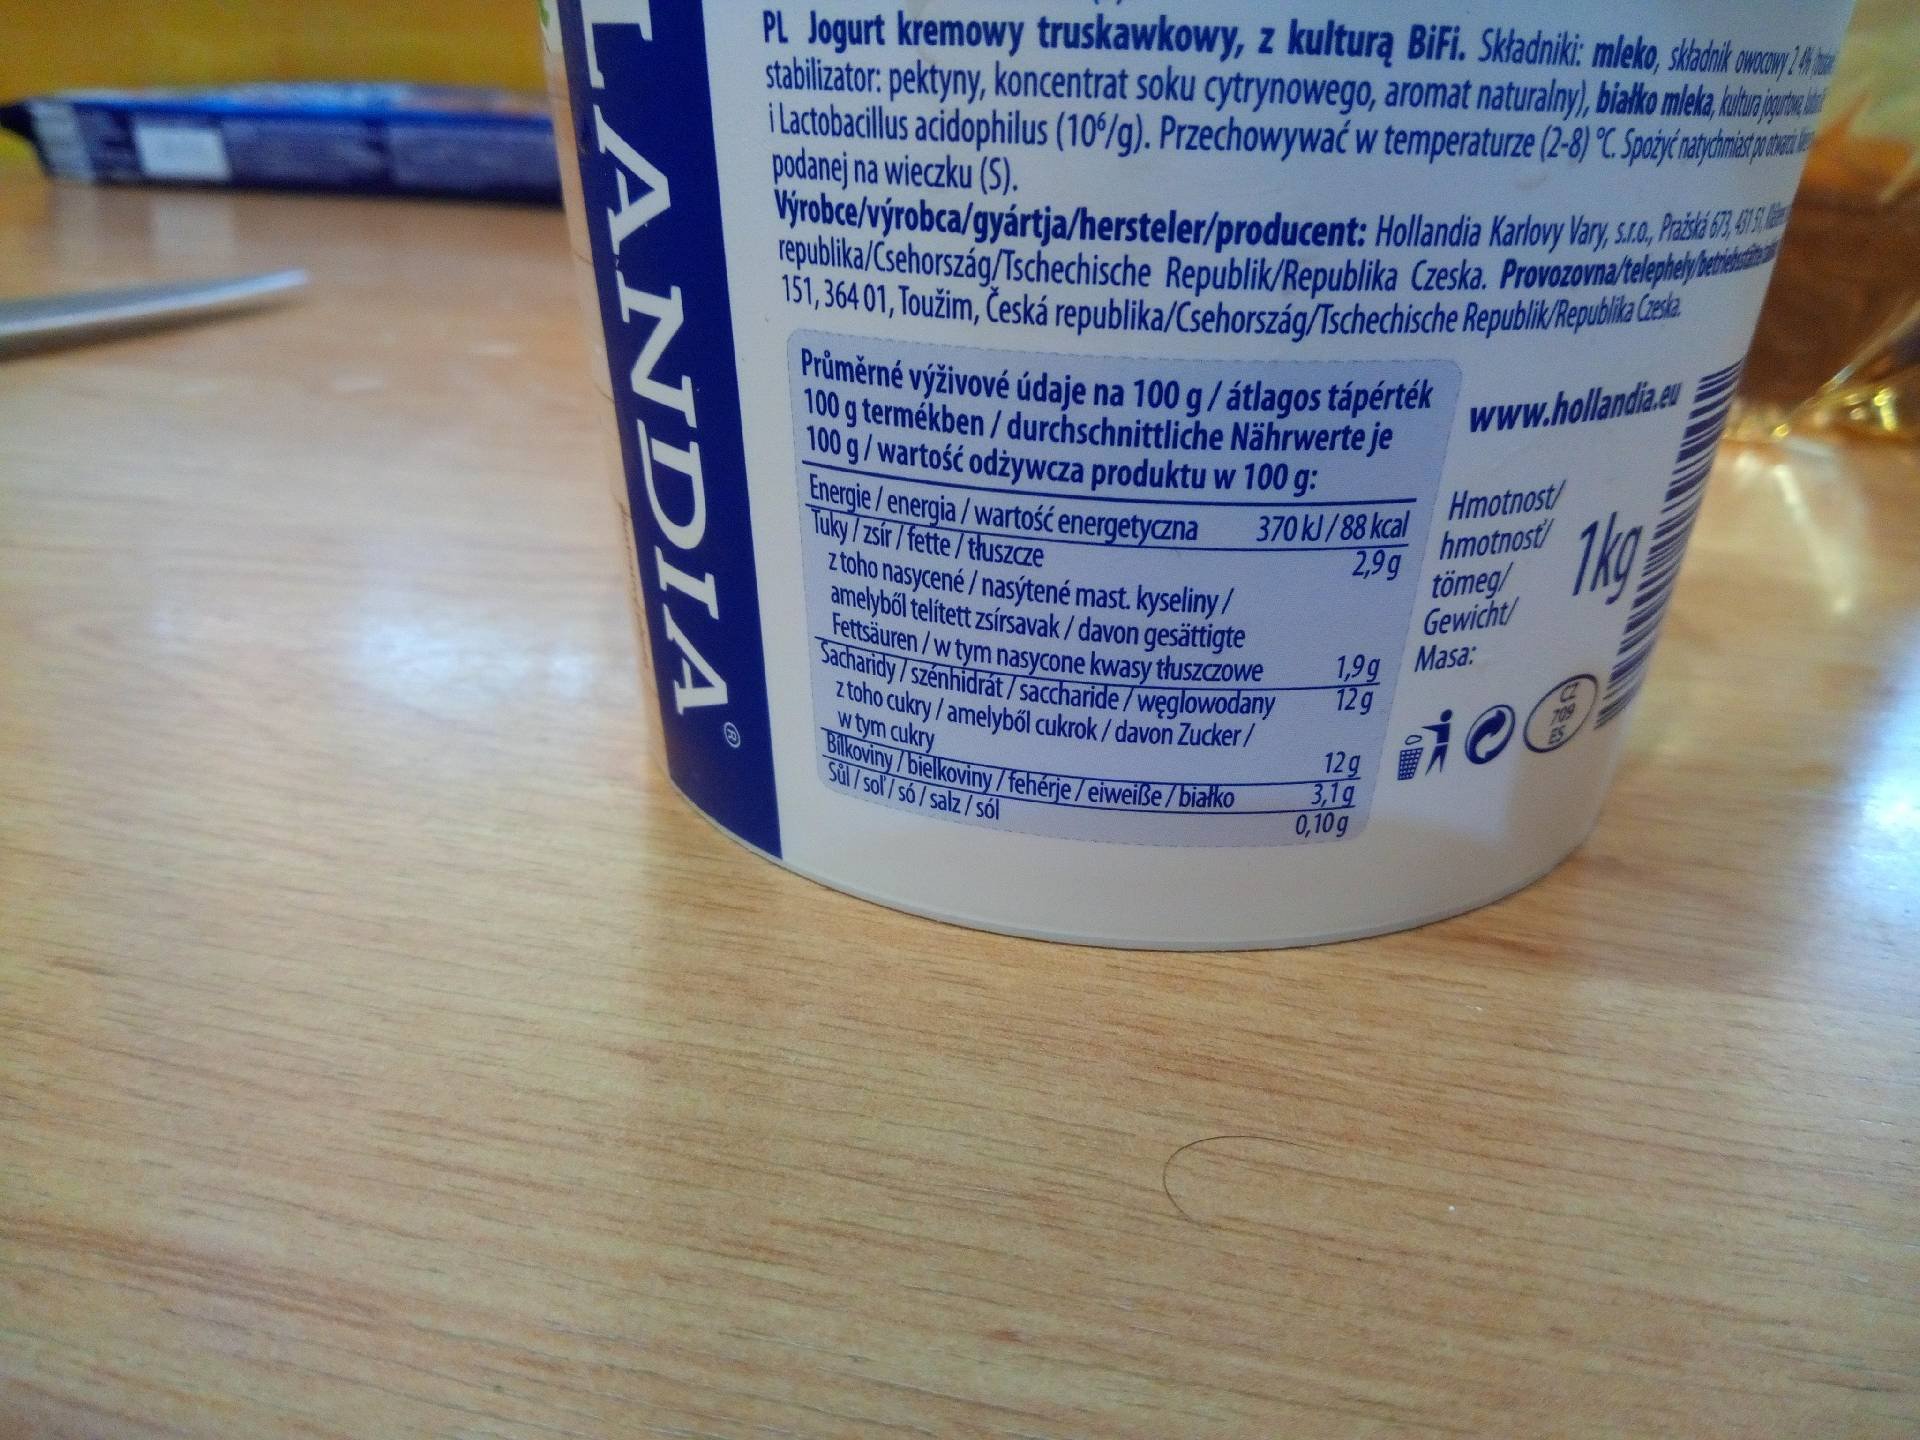 LANDIA®
PL Jogurt kremowy truskawkowy, z kulturą BiFi. Składniki: mleko, składnik owocowy
stabilizator: pektyny, koncentrat soku cytrynowego, aromat naturalny), białko mleka, kultura jogurtowa,
i Lactobacillus acidophilus (10⁶/g). Przechowywać w temperaturze (2-8) °C. Spożyć natychmiast po otwarciu.
podanej na wieczku (S).
Výrobce/výrobca/gyártja/hersteler/producent: Hollandia Karlovy Vary, s.r.o., Pražská 673, 431 51,
republika/Csehország/Tschechische Republik/Republika Czeska. Provozovna/telephely/betriebsstätte
151, 364 01, Toužim, Česká republika/Csehország/Tschechische Republik/Republika Czeska.
Průměrné výživové údaje na 100 g / átlagos tápérték
100 g termékben / durchschnittliche Nährwerte je
100 g / wartość odżywcza produktu w 100 g:
Energie / energia / wartość energetyczna 370 kJ / 88 kcal
Tuky / zsír / fette / tłuszcze 2,9 g
z toho nasycené / nasýtené mast. kyseliny /
amelyből telített zsírsavak / davon gesättigte
Fettsäuren / w tym nasycone kwasy tłuszczowe 1,9 g
Sacharidy / szénhidrát / saccharide / węglowodany 12 g
z toho cukry / amelyből cukrok / davon Zucker /
w tym cukry 12 g
Bílkoviny / bielkoviny / fehérje / eiweiße / białko 3,1 g
Sůl / soľ / só / salz / sól 0,10 g
www.hollandia.eu
Hmotnost/
hmotnosť/
tömeg/
Gewicht/
Masa:
1kg
CZ
709
ES